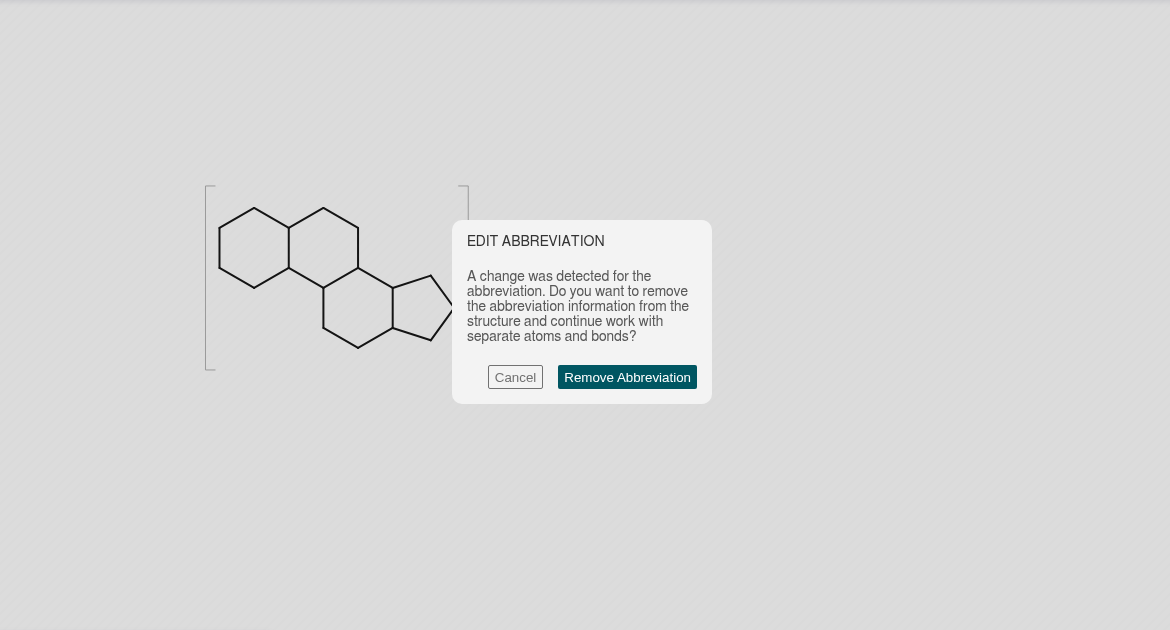 EDIT ABBREVIATION
A change was detected for the
abbreviation. Do you want to remove
the abbreviation information from the
structure and continue work with
separate atoms and bonds?
Cancel
Remove Abbreviation